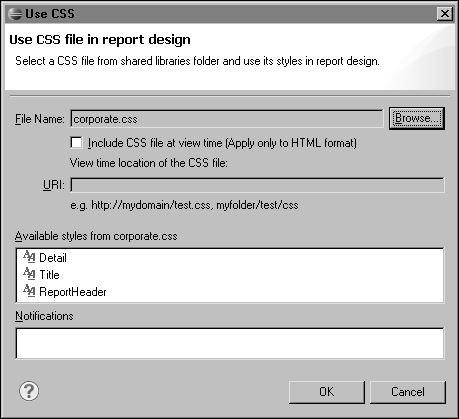 Use CSS
Use CSS file in report design
Select a CSS file from shared libraries folder and use its styles in report design.
File Name: corporate.css Browse...
Include CSS file at view time (Apply only to HTML format)
View time location of the CSS file:
URI:
e.g. http://mydomain/test.css, myfolder/test/css
Available styles from corporate.css
Detail
Title
ReportHeader
Notifications
OK Cancel